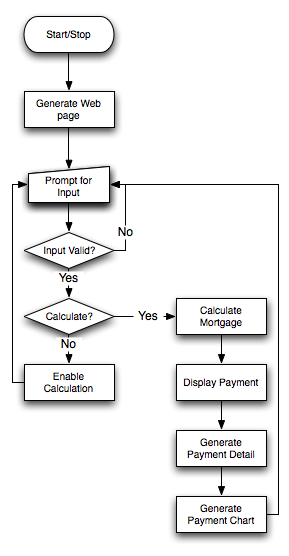 Start/Stop
Generate Web
page
Prompt for
Input
No
Input Valid?
Yes
Calculate?
Yes
Calculate
Mortgage
No
Enable
Calculation
Display Payment
Generate
Payment Detail
Generate
Payment Chart